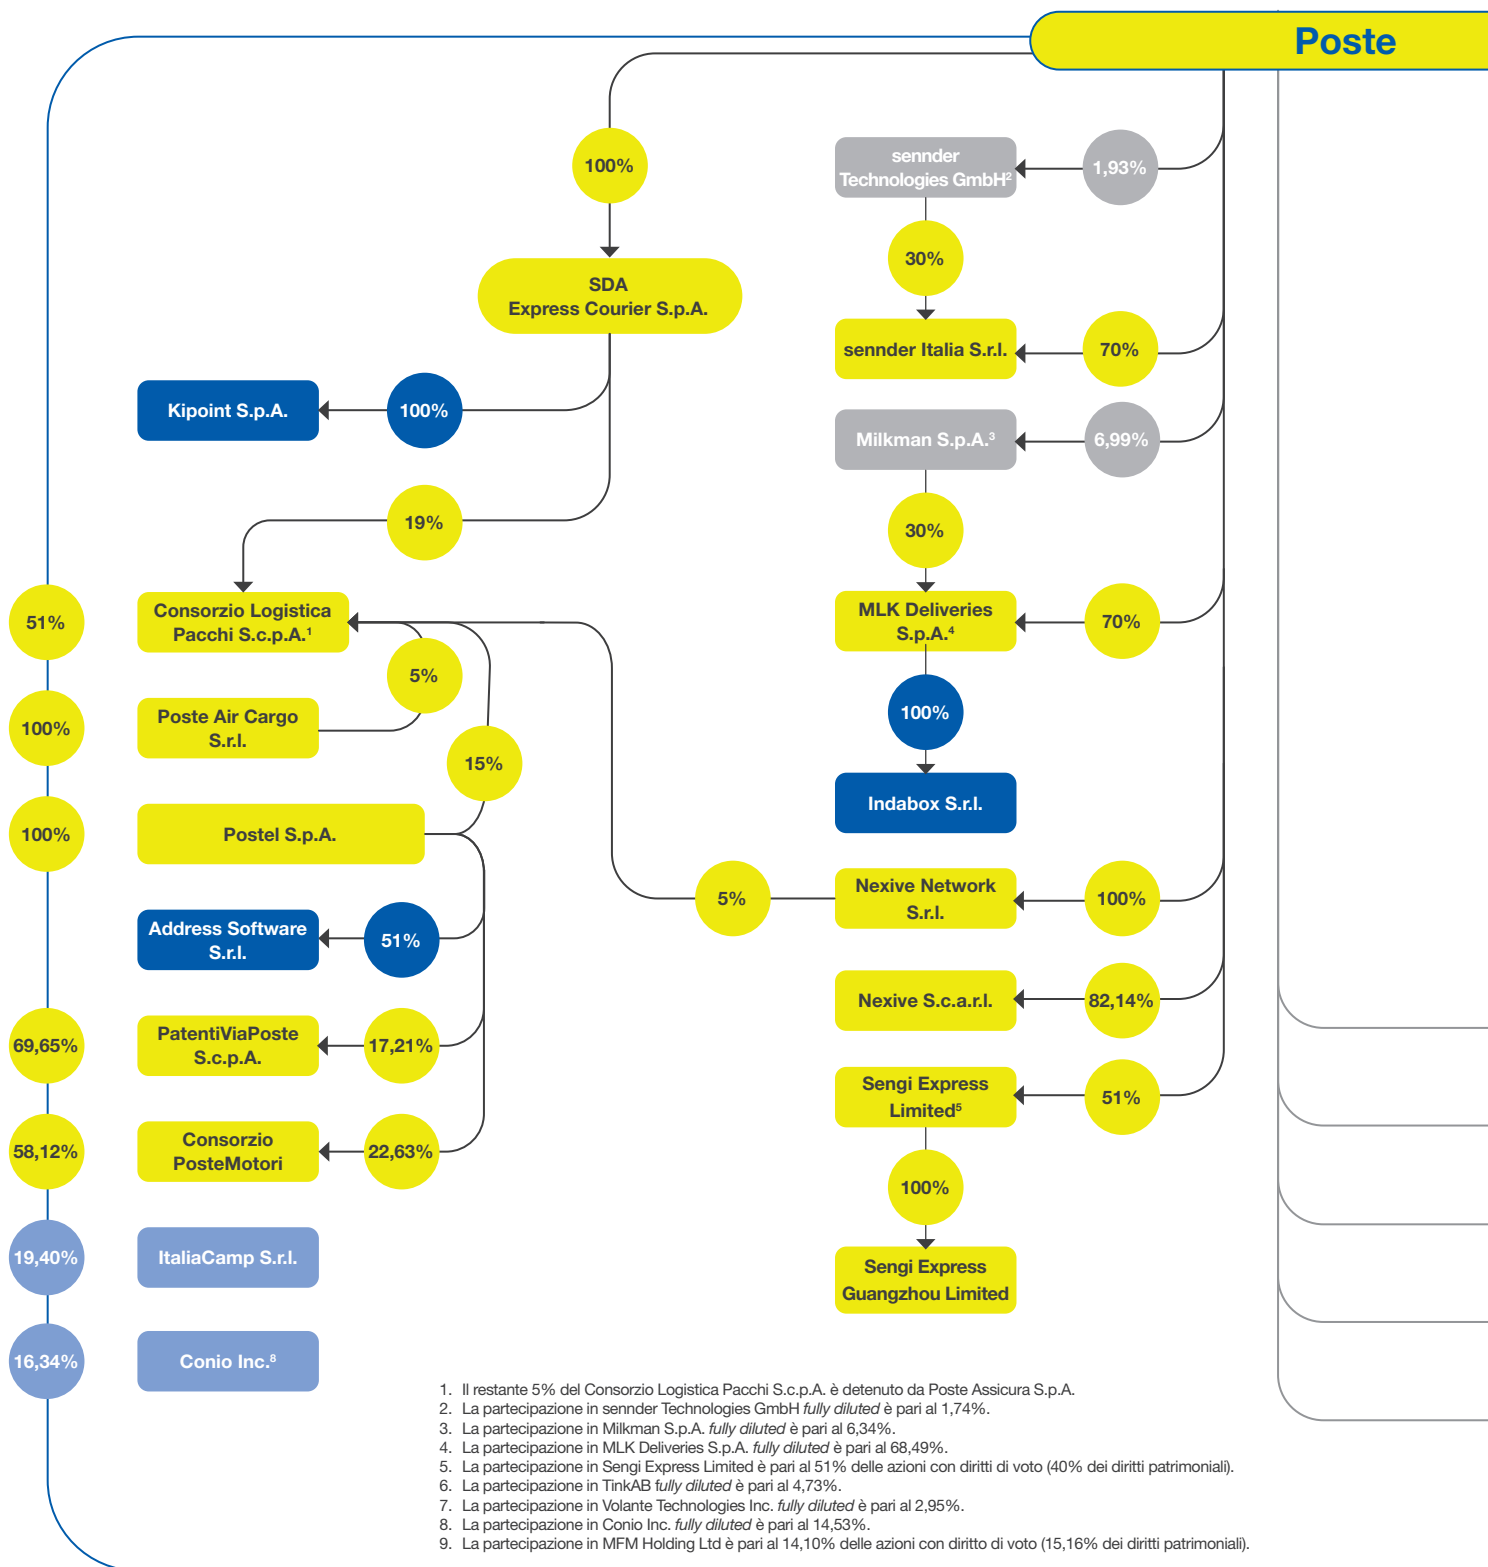 Poste
100%
sennder
Technologies GmbH²
1,93%
30%
SDA
Express Courier S.p.A.
sennder Italia S.r.l.
70%
Kipoint S.p.A.
100%
Milkman S.p.A.³
6,99%
19%
30%
51%
Consorzio Logistica
Pacchi S.c.p.A.¹
MLK Deliveries
S.p.A.⁴
70%
5%
100%
Poste Air Cargo
S.r.l.
100%
15%
Indabox S.r.l.
100%
Postel S.p.A.
5%
Nexive Network
S.r.l.
100%
Address Software
S.r.l.
51%
Nexive S.c.a.r.l.
82,14%
69,65%
PatentiViaPoste
S.c.p.A.
17,21%
Sengi Express
Limited⁵
51%
58,12%
Consorzio
PosteMotori
22,63%
100%
19,40%
ItaliaCamp S.r.l.
Sengi Express
Guangzhou Limited
16,34%
Conio Inc.⁸
1. Il restante 5% del Consorzio Logistica Pacchi S.c.p.A. è detenuto da Poste Assicura S.p.A.
2. La partecipazione in sennder Technologies GmbH fully diluted è pari al 1,74%.
3. La partecipazione in Milkman S.p.A. fully diluted è pari al 6,34%.
4. La partecipazione in MLK Deliveries S.p.A. fully diluted è pari al 68,49%.
5. La partecipazione in Sengi Express Limited è pari al 51% delle azioni con diritti di voto (40% dei diritti patrimoniali).
6. La partecipazione in TinkAB fully diluted è pari al 4,73%.
7. La partecipazione in Volante Technologies Inc. fully diluted è pari al 2,95%.
8. La partecipazione in Conio Inc. fully diluted è pari al 14,53%.
9. La partecipazione in MFM Holding Ltd è pari al 14,10% delle azioni con diritto di voto (15,16% dei diritti patrimoniali).